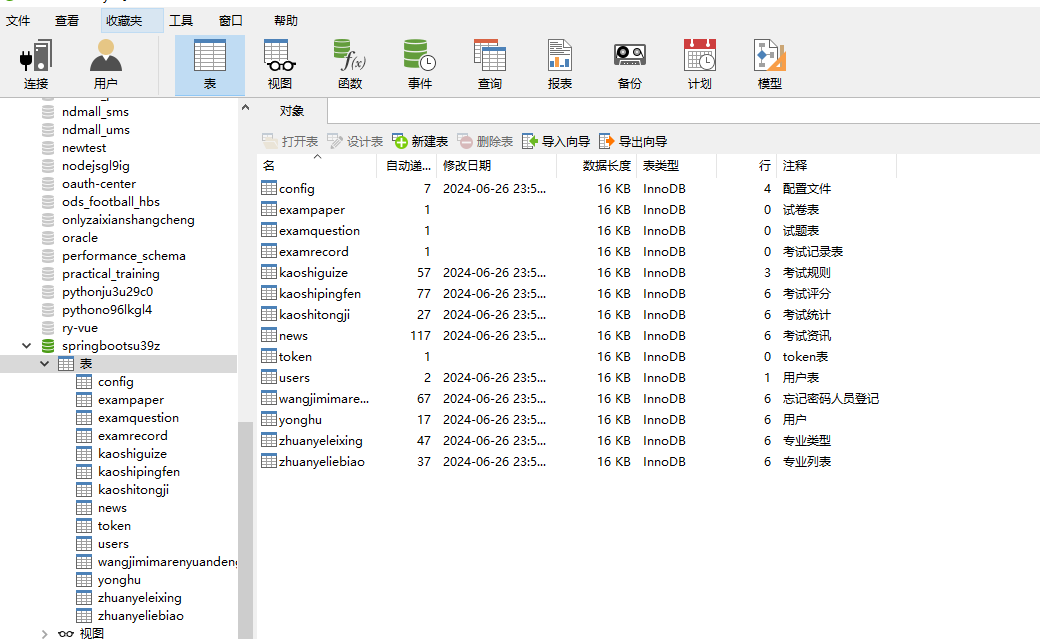 文件 查看 收藏夹 工具 窗口 帮助
连接 用户 表 视图 函数 事件 查询 报表 备份 计划 模型
f(x)
ndmall_sms
ndmall_ums
newtest
nodejsgl9ig
oauth-center
ods_football_hbs
onlyzaixianshangcheng
oracle
performance_schema
practical_training
pythonju3u29c0
pythono96lkgl4
ry-vue
springbootsu39z
表
config
exampaper
examquestion
examrecord
kaoshiguize
kaoshipingfen
kaoshitongji
news
token
users
wangjimimarenyuandeng
yonghu
zhuanyeleixing
zhuanyeliebiao
视图
对象
打开表 设计表 新建表 删除表 导入向导 导出向导
名 自动递... 修改日期 数据长度 表类型 行 注释
config 7 2024-06-26 23:5... 16 KB InnoDB 4 配置文件
exampaper 1 16 KB InnoDB 0 试卷表
examquestion 1 16 KB InnoDB 0 试题表
examrecord 1 16 KB InnoDB 0 考试记录表
kaoshiguize 57 2024-06-26 23:5... 16 KB InnoDB 3 考试规则
kaoshipingfen 77 2024-06-26 23:5... 16 KB InnoDB 6 考试评分
kaoshitongji 27 2024-06-26 23:5... 16 KB InnoDB 6 考试统计
news 117 2024-06-26 23:5... 16 KB InnoDB 6 考试资讯
token 1 16 KB InnoDB 0 token表
users 2 2024-06-26 23:5... 16 KB InnoDB 1 用户表
wangjimimare... 67 2024-06-26 23:5... 16 KB InnoDB 6 忘记密码人员登记
yonghu 17 2024-06-26 23:5... 16 KB InnoDB 6 用户
zhuanyeleixing 47 2024-06-26 23:5... 16 KB InnoDB 6 专业类型
zhuanyeliebiao 37 2024-06-26 23:5... 16 KB InnoDB 6 专业列表